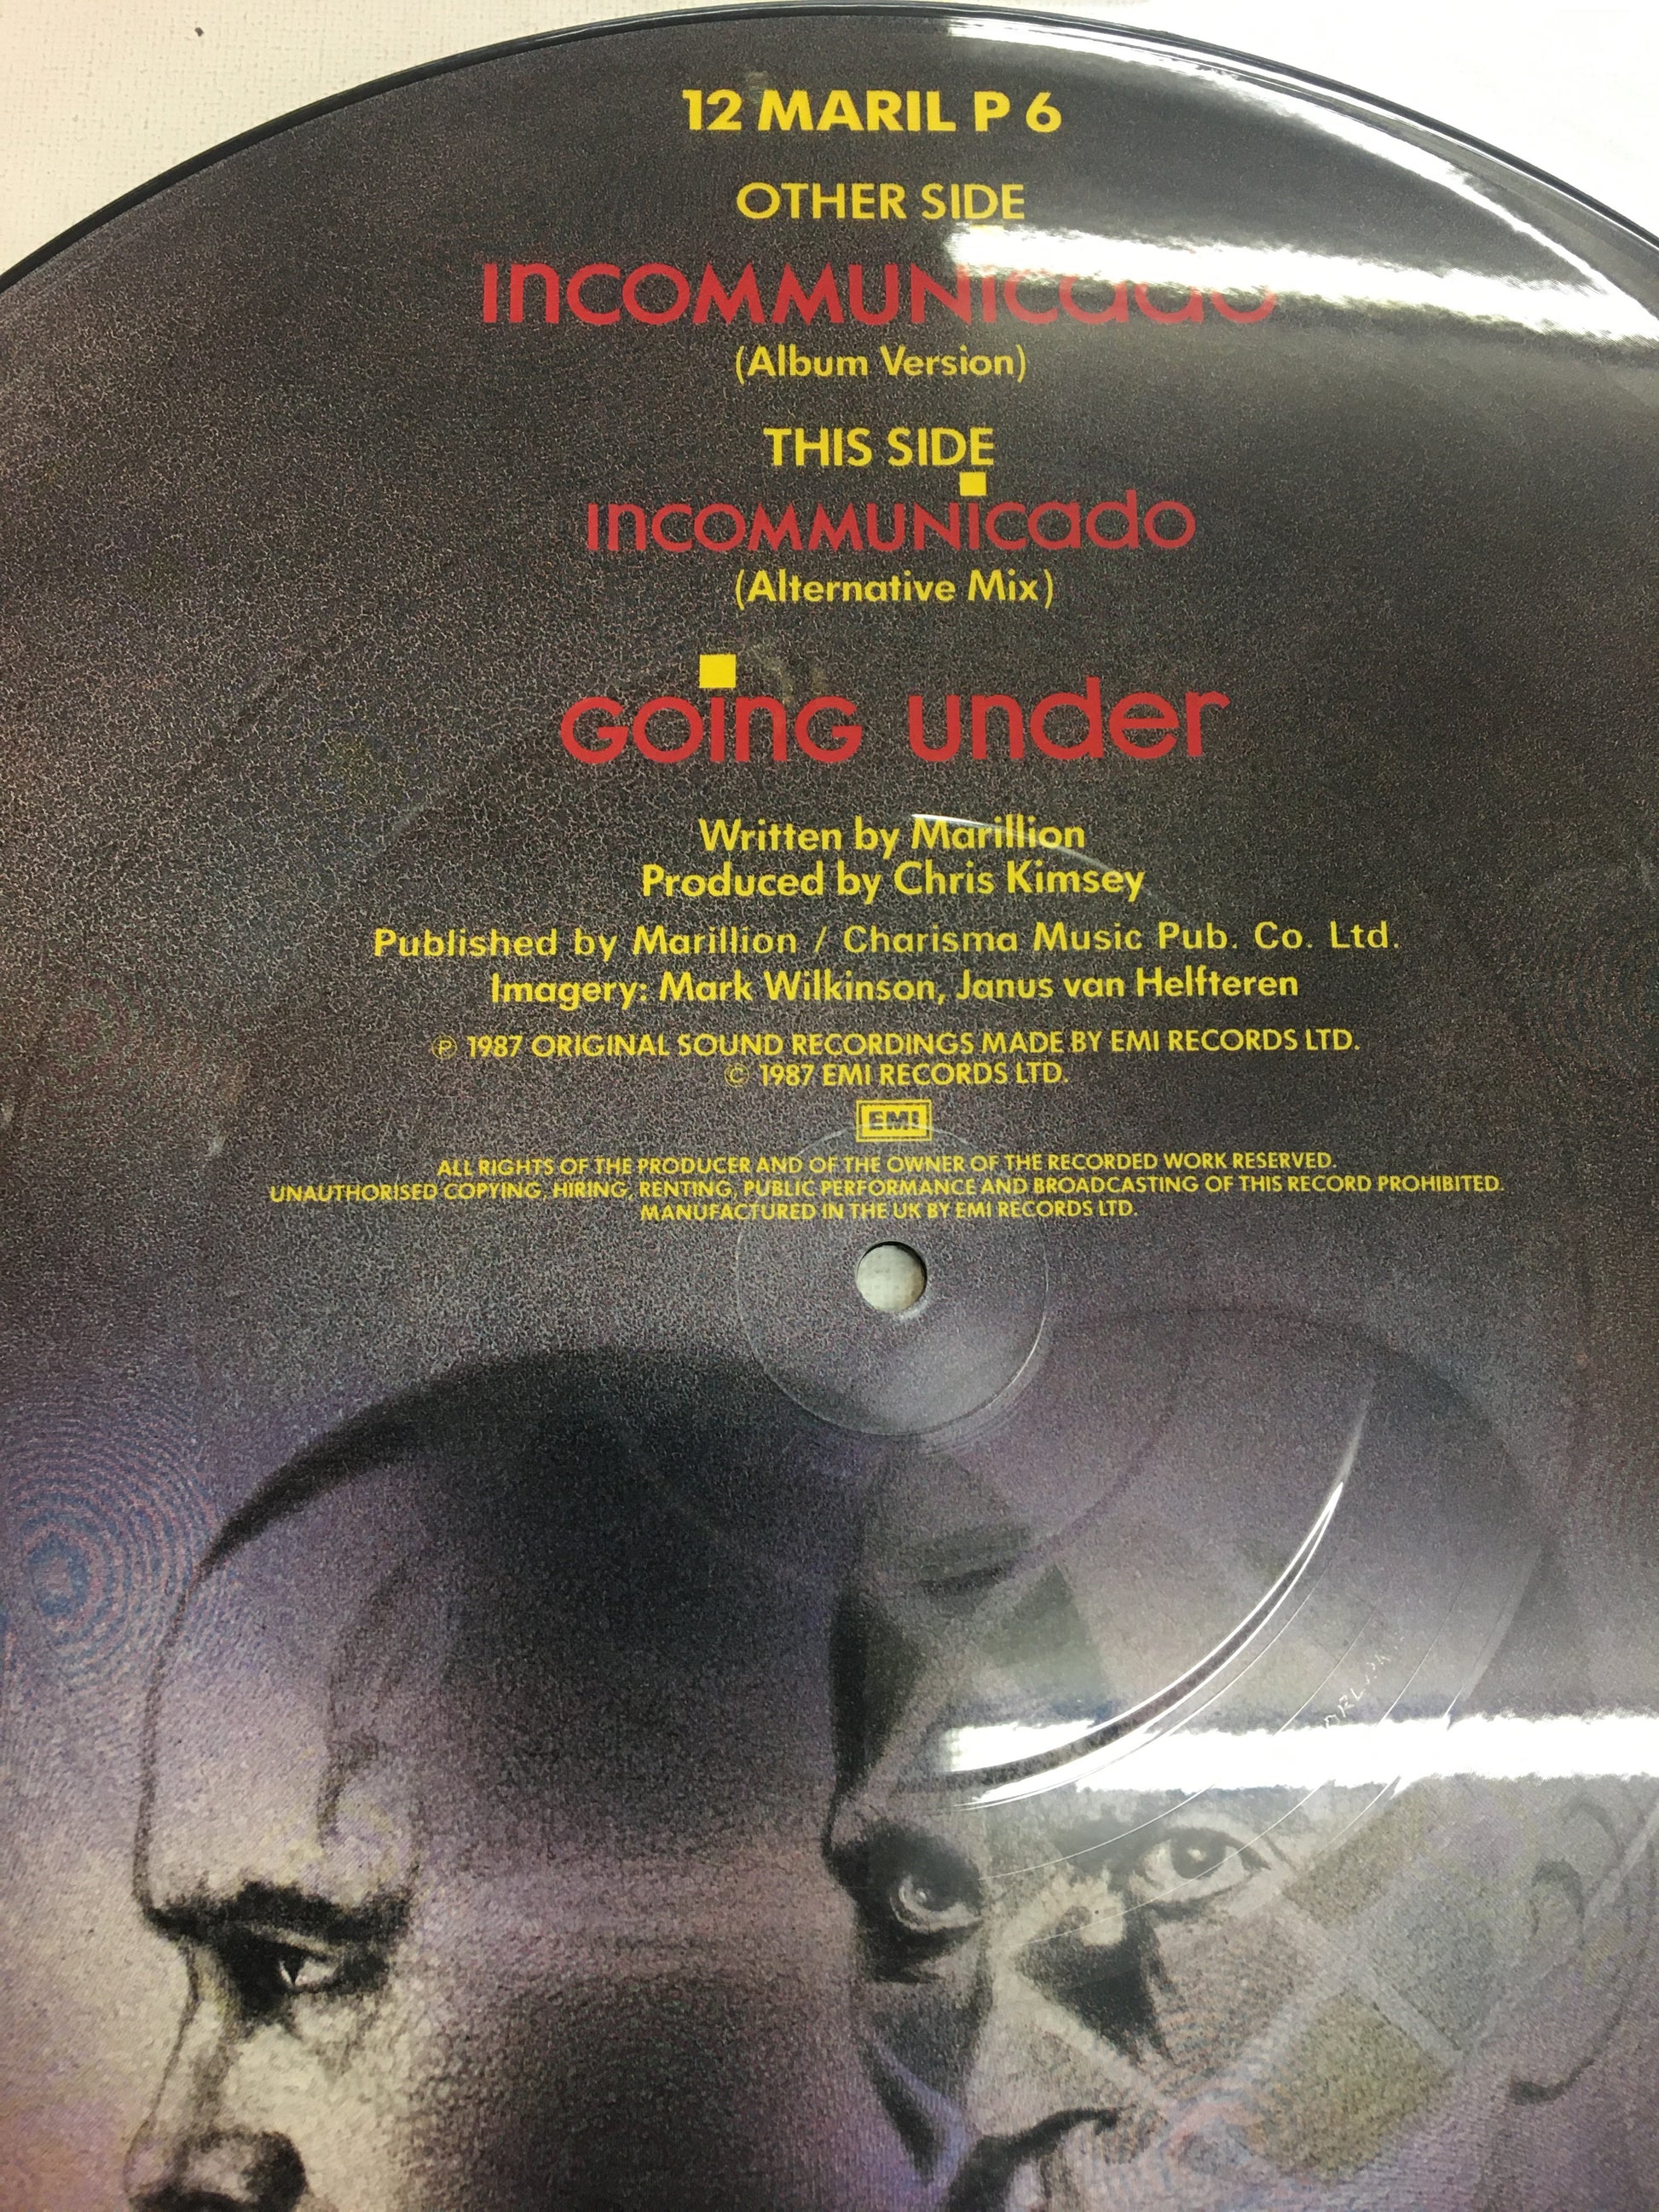 12 MARIL P 6
OTHER SIDE
INCOMMUNICADO
(Album Version)
THIS SIDE
INCOMMUNICADO
(Alternative Mix)
GOING UNDER
Written by Marillion
Produced by Chris Kimsey
Published by Marillion / Charisma Music Pub. Co. Ltd.
Imagery: Mark Wilkinson, Janus van Helfteren
℗ 1987 ORIGINAL SOUND RECORDINGS MADE BY EMI RECORDS LTD.
© 1987 EMI RECORDS LTD.
EMI
ALL RIGHTS OF THE PRODUCER AND OF THE OWNER OF THE RECORDED WORK RESERVED.
UNAUTHORISED COPYING, HIRING, RENTING, PUBLIC PERFORMANCE AND BROADCASTING OF THIS RECORD PROHIBITED.
MANUFACTURED IN THE UK BY EMI RECORDS LTD.